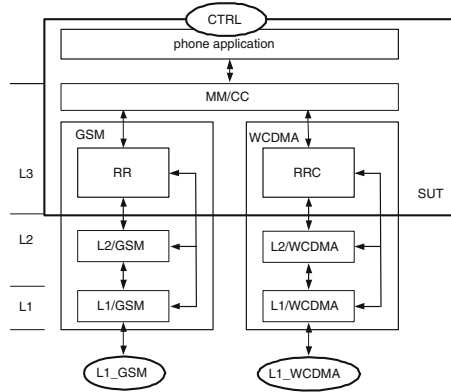 CTRL
phone application
MM/CC
GSM
WCDMA
L3
RR
RRC
SUT
L2
L2/GSM
L2/WCDMA
L1
L1/GSM
L1/WCDMA
L1_GSM
L1_WCDMA